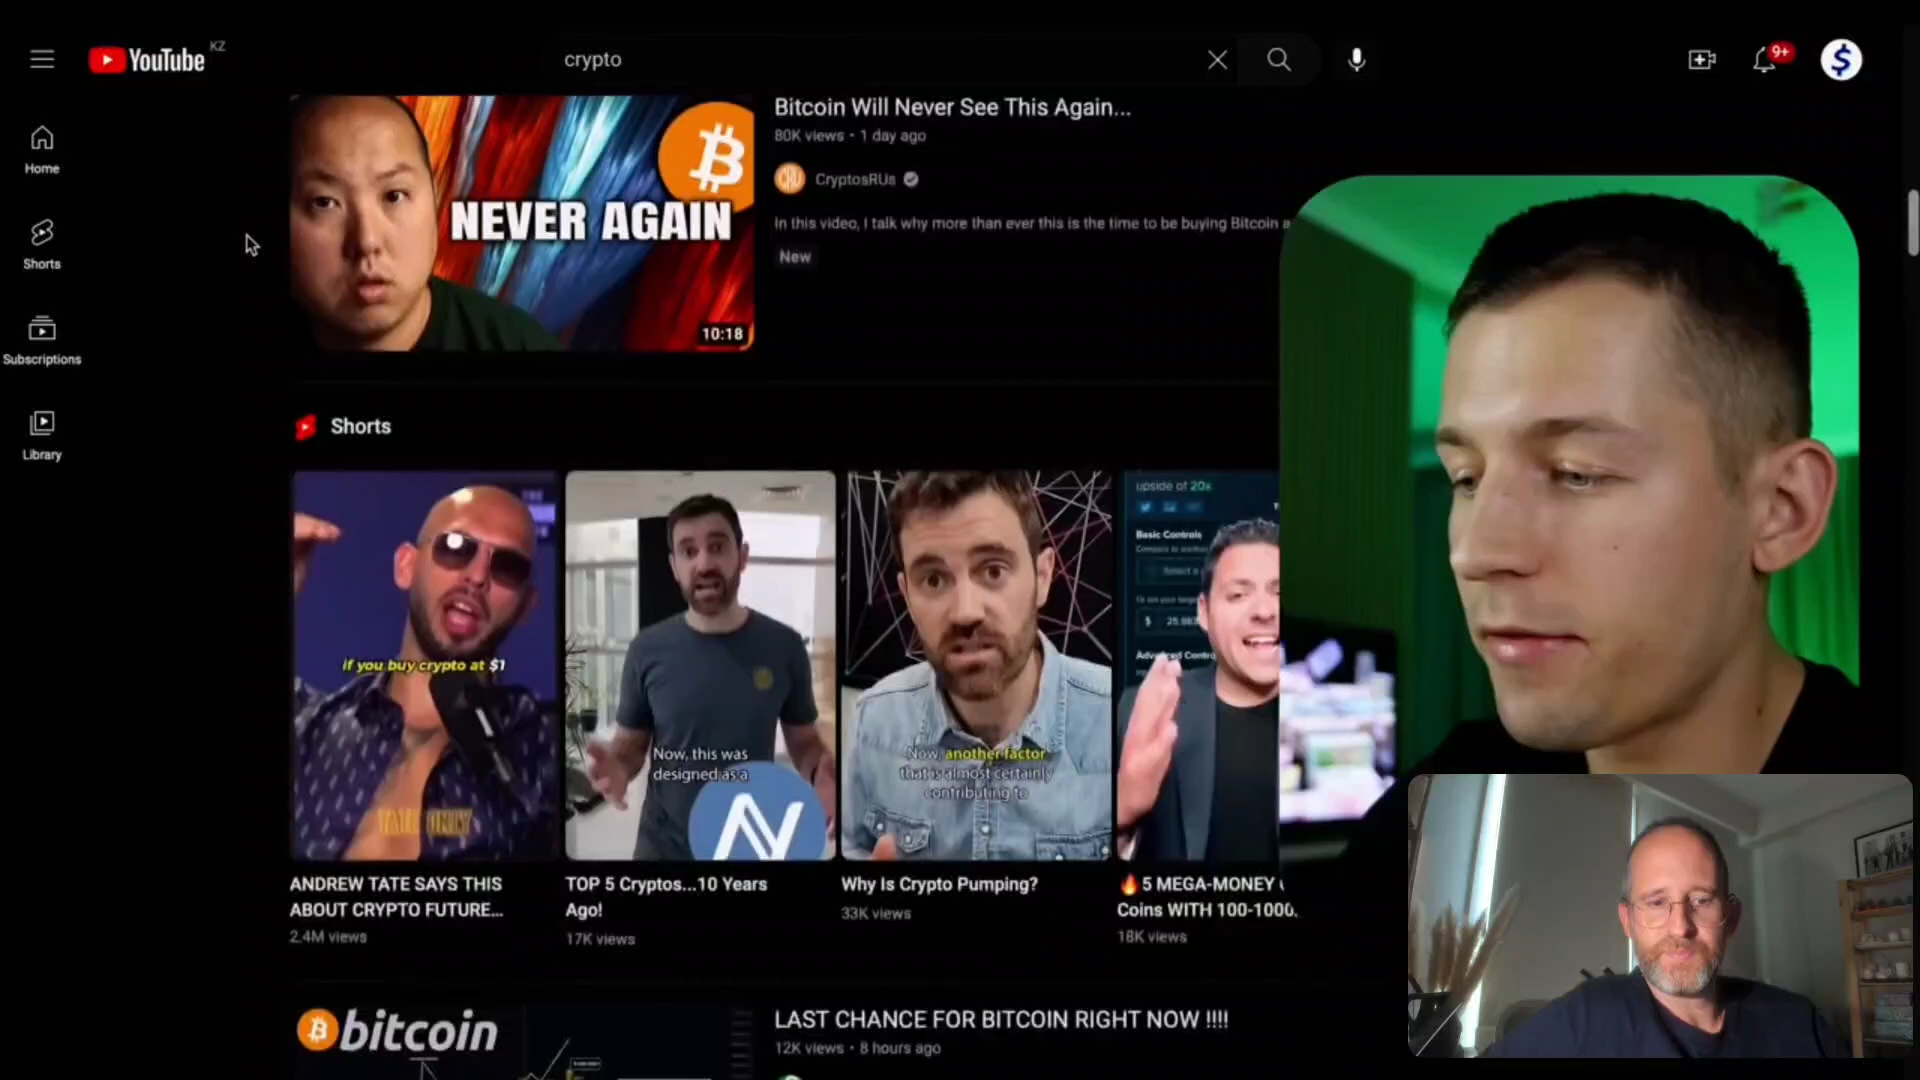 YouTube KZ
crypto
9+
$
Home
Shorts
Subscriptions
Library
NEVER AGAIN
10:18
Bitcoin Will Never See This Again...
80K views • 1 day ago
CRU CryptosRUs
In this video, I talk why more than ever this is the time to be buying Bitcoin a
New
Shorts
if you buy crypto at $1
TATE ONLY
Now, this was
designed as a
Now, another factor
that is almost certainly
contributing to
upside of 20x
Basic Controls
Advanced Contro
ANDREW TATE SAYS THIS
ABOUT CRYPTO FUTURE...
2.4M views
TOP 5 Cryptos...10 Years
Ago!
17K views
Why Is Crypto Pumping?
33K views
🔥5 MEGA-MONEY
Coins WITH 100-1000.
18K views
bitcoin
LAST CHANCE FOR BITCOIN RIGHT NOW !!!!
12K views • 8 hours ago